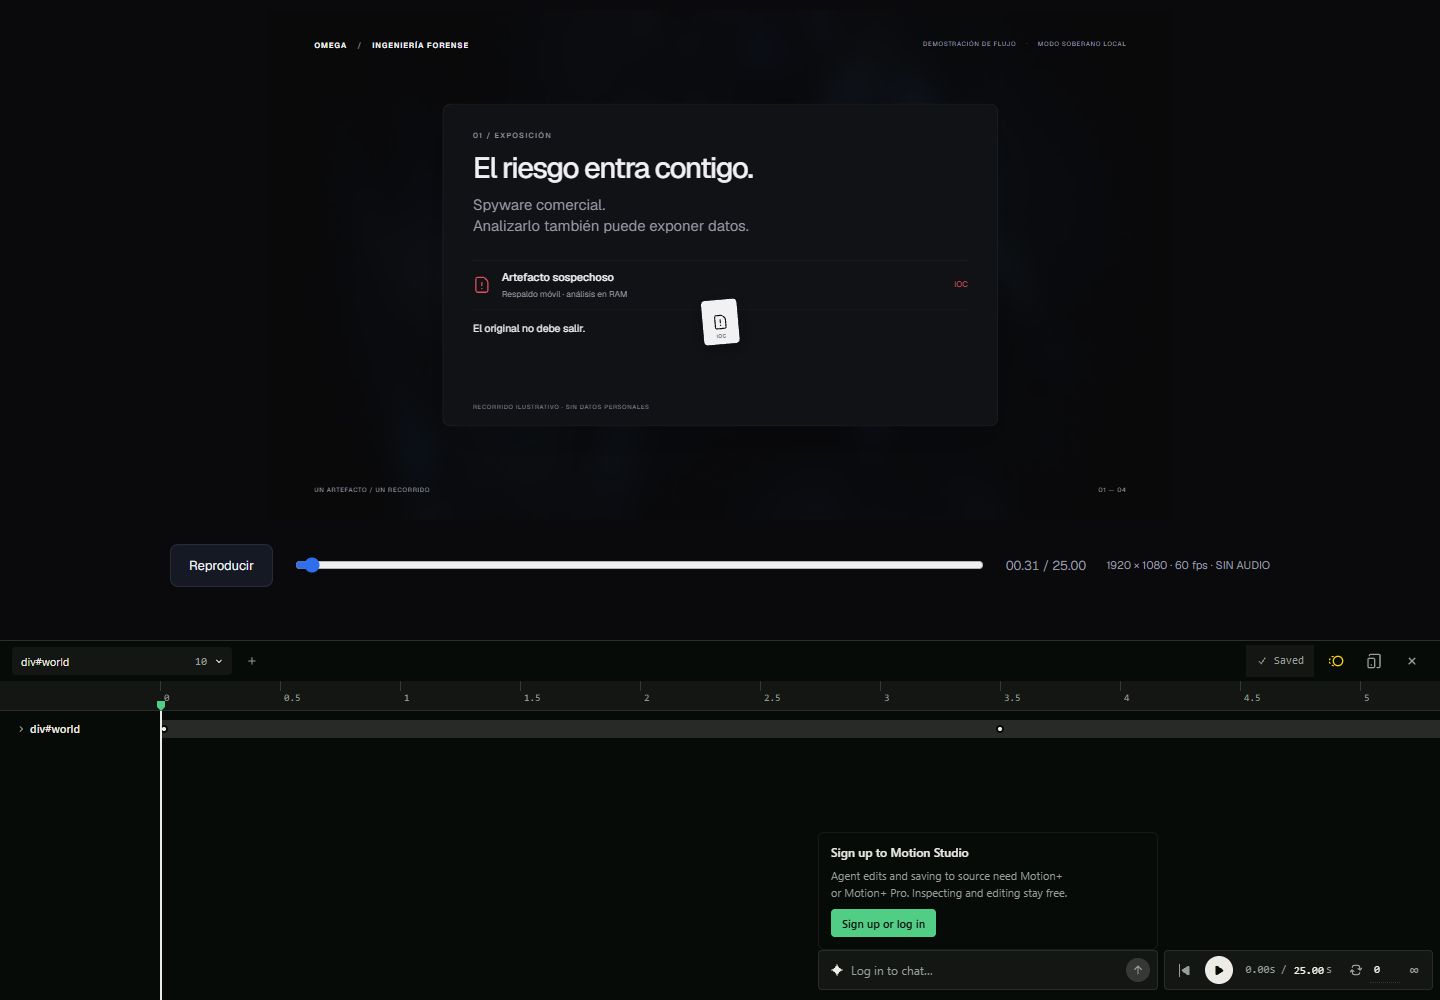 OMEGA / INGENIERÍA FORENSE
DEMOSTRACIÓN DE FLUJO · MODO SOBERANO LOCAL
01 / EXPOSICIÓN
El riesgo entra contigo.
Spyware comercial.
Analizarlo también puede exponer datos.
Artefacto sospechoso
Respaldo móvil · análisis en RAM
IOC
El original no debe salir.
IOC
RECORRIDO ILUSTRATIVO · SIN DATOS PERSONALES
UN ARTEFACTO / UN RECORRIDO
01 — 04
Reproducir
00.31 / 25.00
1920 × 1080 · 60 fps · SIN AUDIO
div#world 10
Saved
0 0.5 1 1.5 2 2.5 3 3.5 4 4.5 5
div#world
Sign up to Motion Studio
Agent edits and saving to source need Motion+
or Motion+ Pro. Inspecting and editing stay free.
Sign up or log in
Log in to chat...
0.00s / 25.00s 0 ∞